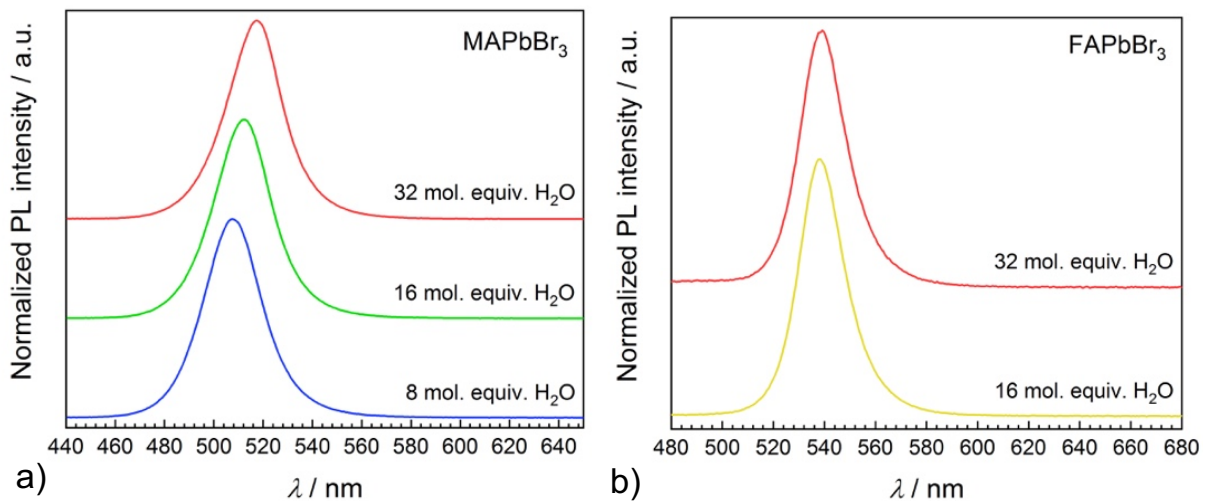 Normalized PL intensity / a.u.
MAPbBr₃
32 mol. equiv. H₂O
16 mol. equiv. H₂O
8 mol. equiv. H₂O
440 460 480 500 520 540 560 580 600 620 640
a)
λ / nm
Normalized PL intensity / a.u.
FAPbBr₃
32 mol. equiv. H₂O
16 mol. equiv. H₂O
480 500 520 540 560 580 600 620 640 660 680
b)
λ / nm